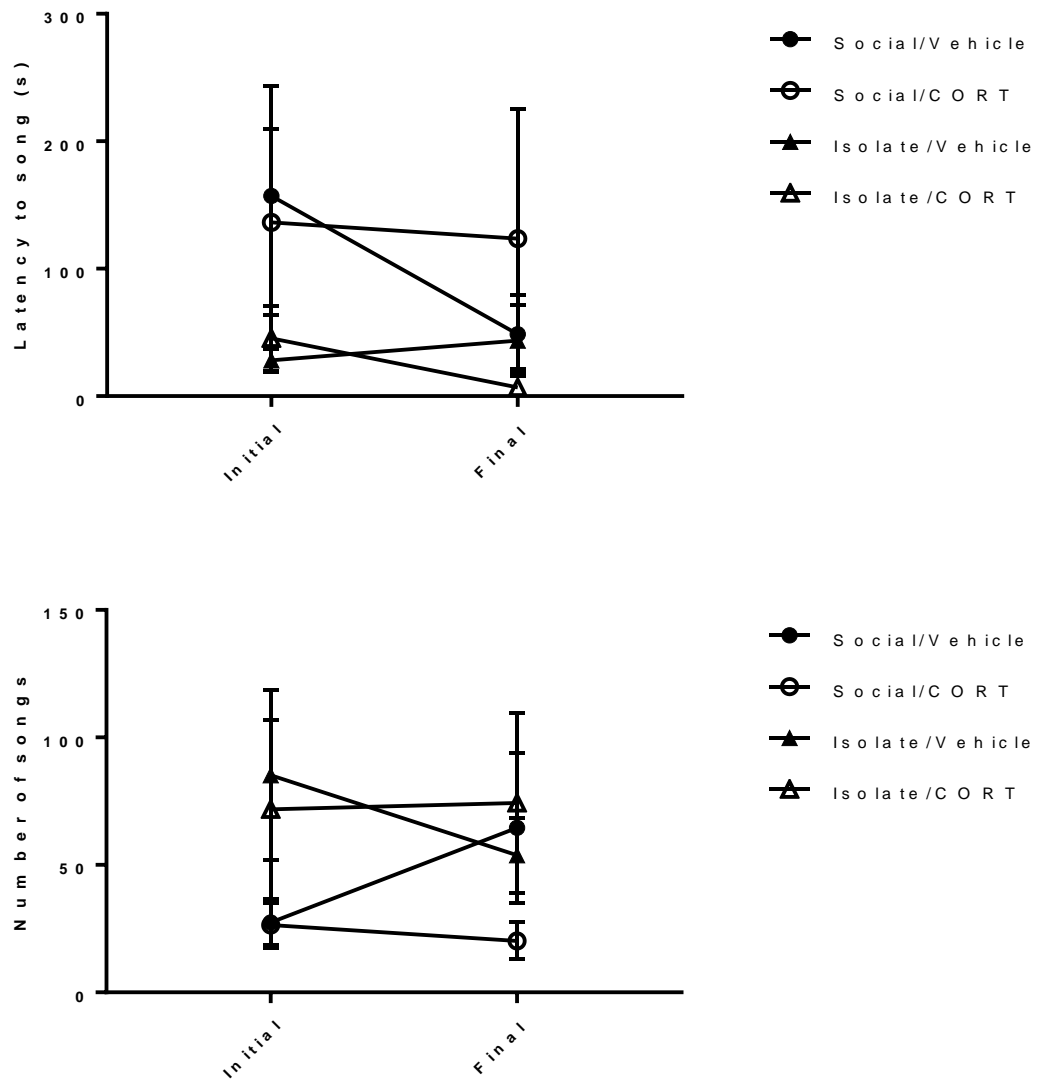 300
200
100
0
Latency to song (s)
Initial
Final
Social/Vehicle
Social/CORT
Isolate/Vehicle
Isolate/CORT
150
100
50
0
Number of songs
Initial
Final
Social/Vehicle
Social/CORT
Isolate/Vehicle
Isolate/CORT